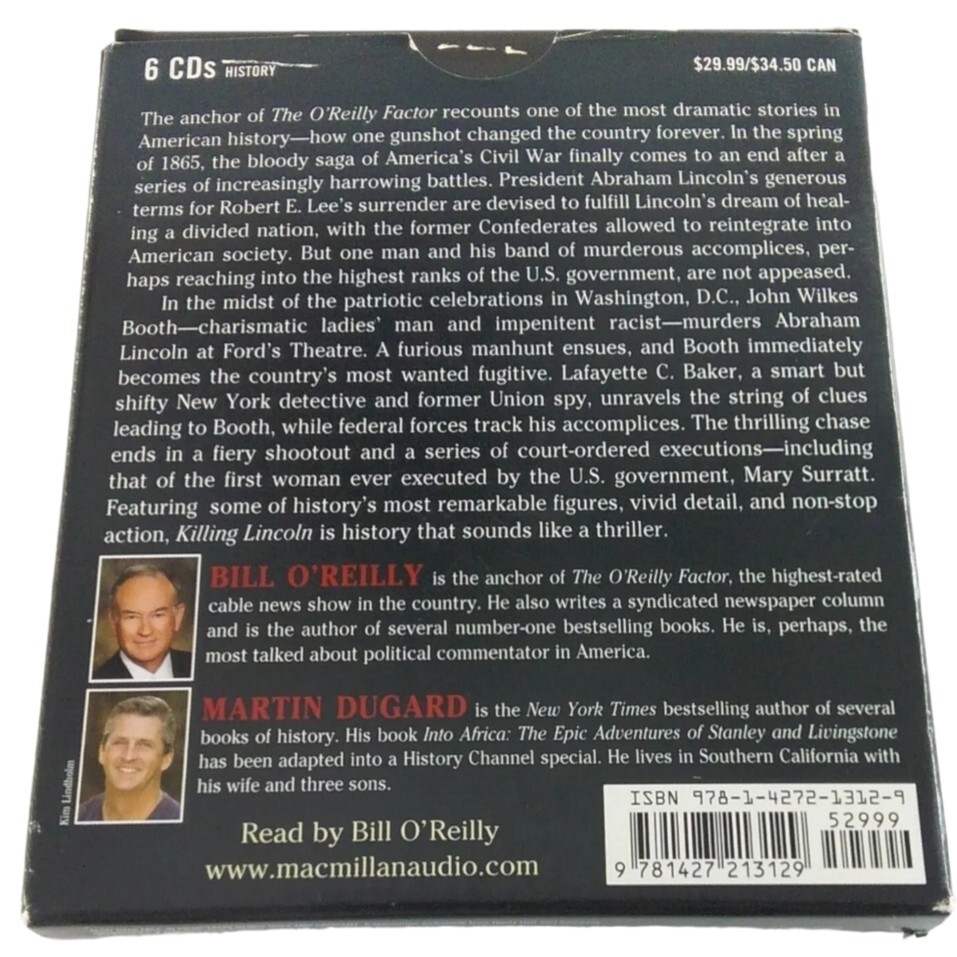 6 CDs HISTORY
$29.99/$34.50 CAN
The anchor of The O'Reilly Factor recounts one of the most dramatic stories in
American history—how one gunshot changed the country forever. In the spring
of 1865, the bloody saga of America's Civil War finally comes to an end after a
series of increasingly harrowing battles. President Abraham Lincoln's generous
terms for Robert E. Lee's surrender are devised to fulfill Lincoln's dream of heal-
ing a divided nation, with the former Confederates allowed to reintegrate into
American society. But one man and his band of murderous accomplices, per-
haps reaching into the highest ranks of the U.S. government, are not appeased.
In the midst of the patriotic celebrations in Washington, D.C., John Wilkes
Booth—charismatic ladies' man and impenitent racist—murders Abraham
Lincoln at Ford's Theatre. A furious manhunt ensues, and Booth immediately
becomes the country's most wanted fugitive. Lafayette C. Baker, a smart but
shifty New York detective and former Union spy, unravels the string of clues
leading to Booth, while federal forces track his accomplices. The thrilling chase
ends in a fiery shootout and a series of court-ordered executions—including
that of the first woman ever executed by the U.S. government, Mary Surratt.
Featuring some of history's most remarkable figures, vivid detail, and non-stop
action, Killing Lincoln is history that sounds like a thriller.
BILL O'REILLY is the anchor of The O'Reilly Factor, the highest-rated
cable news show in the country. He also writes a syndicated newspaper column
and is the author of several number-one bestselling books. He is, perhaps, the
most talked about political commentator in America.
MARTIN DUGARD is the New York Times bestselling author of several
books of history. His book Into Africa: The Epic Adventures of Stanley and Livingstone
has been adapted into a History Channel special. He lives in Southern California with
his wife and three sons.
Kim Lindholm
Read by Bill O'Reilly
www.macmillanaudio.com
ISBN 978-1-4272-1312-9
52999
9 781427 213129